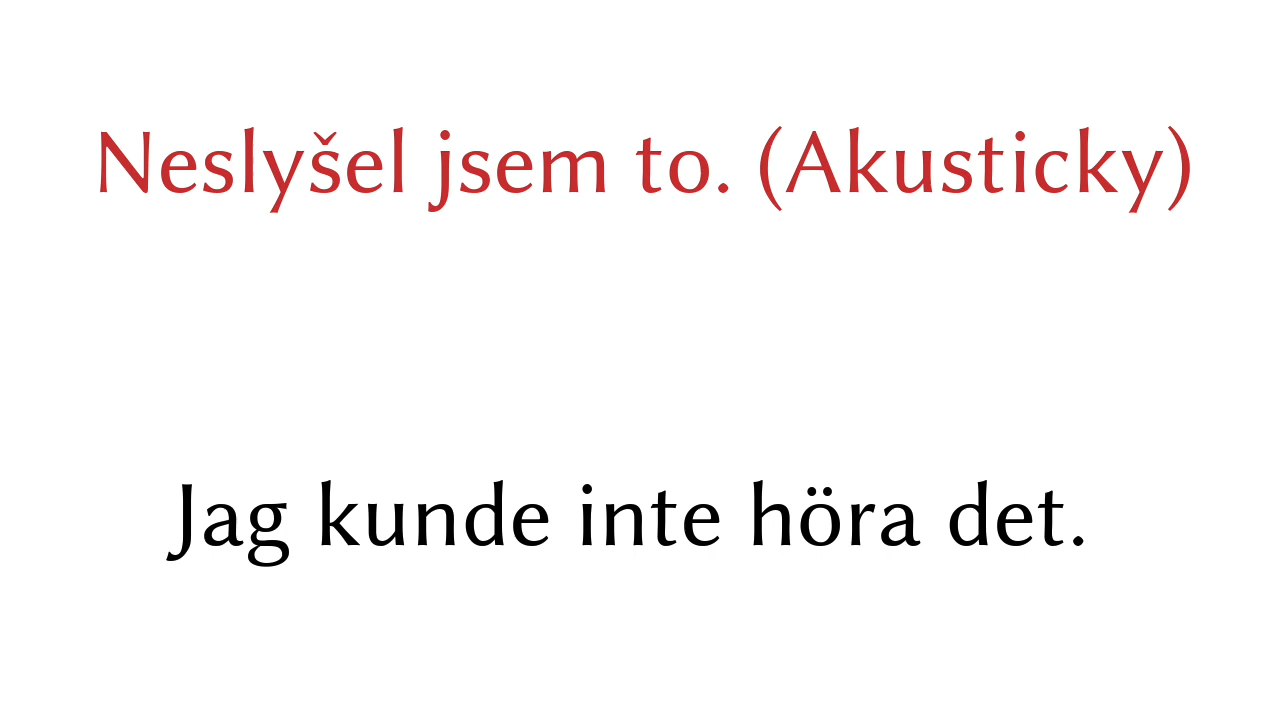 Neslyšel jsem to. (Akusticky)
Jag kunde inte höra det.